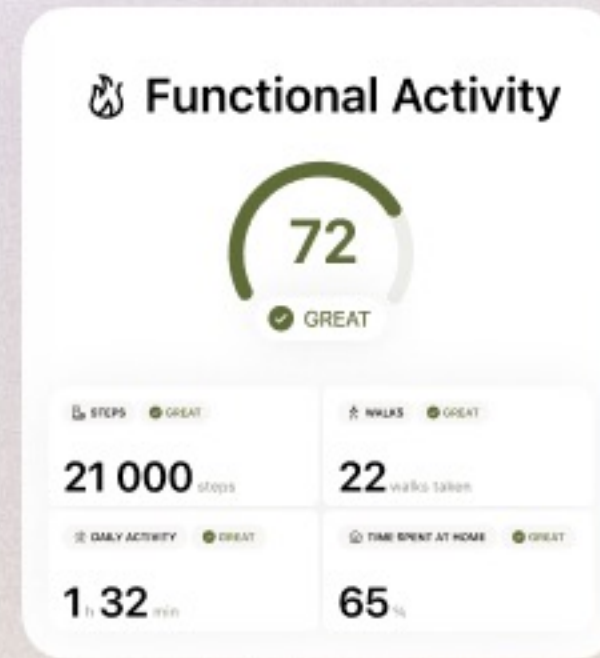 Functional Activity
72
GREAT
STEPS GREAT
21 000 steps
WALKS GREAT
22 walks taken
DAILY ACTIVITY GREAT
1 h 32 min
TIME SPENT AT HOME GREAT
65 %